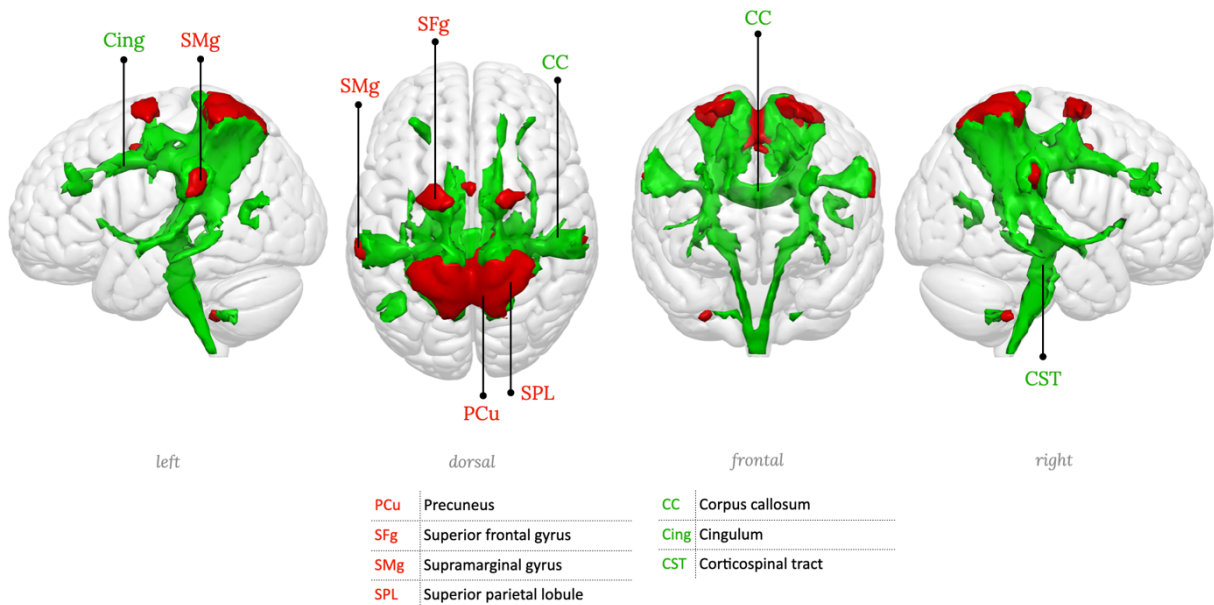 Cing
SMg
SFg
SMg
CC
PCu
SPL
CC
CST
left
dorsal
frontal
right
PCu Precuneus
SFg Superior frontal gyrus
SMg Supramarginal gyrus
SPL Superior parietal lobule
CC Corpus callosum
Cing Cingulum
CST Corticospinal tract